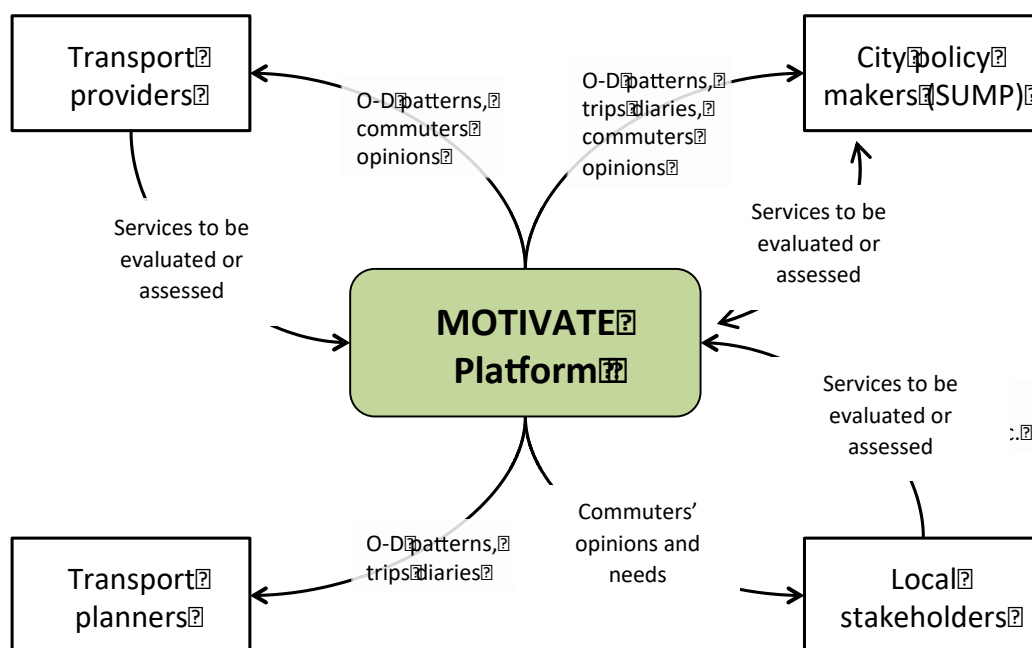 Transport
providers
City policy
makers (SUMP)
O-D patterns,
commuters
opinions
O-D patterns,
trips diaries,
commuters
opinions
Services to be
evaluated or
assessed
Services to be
evaluated or
assessed
MOTIVATE
Platform
Services to be
evaluated or
assessed
c.
O-D patterns,
trips diaries
Commuters’
opinions and
needs
Transport
planners
Local
stakeholders